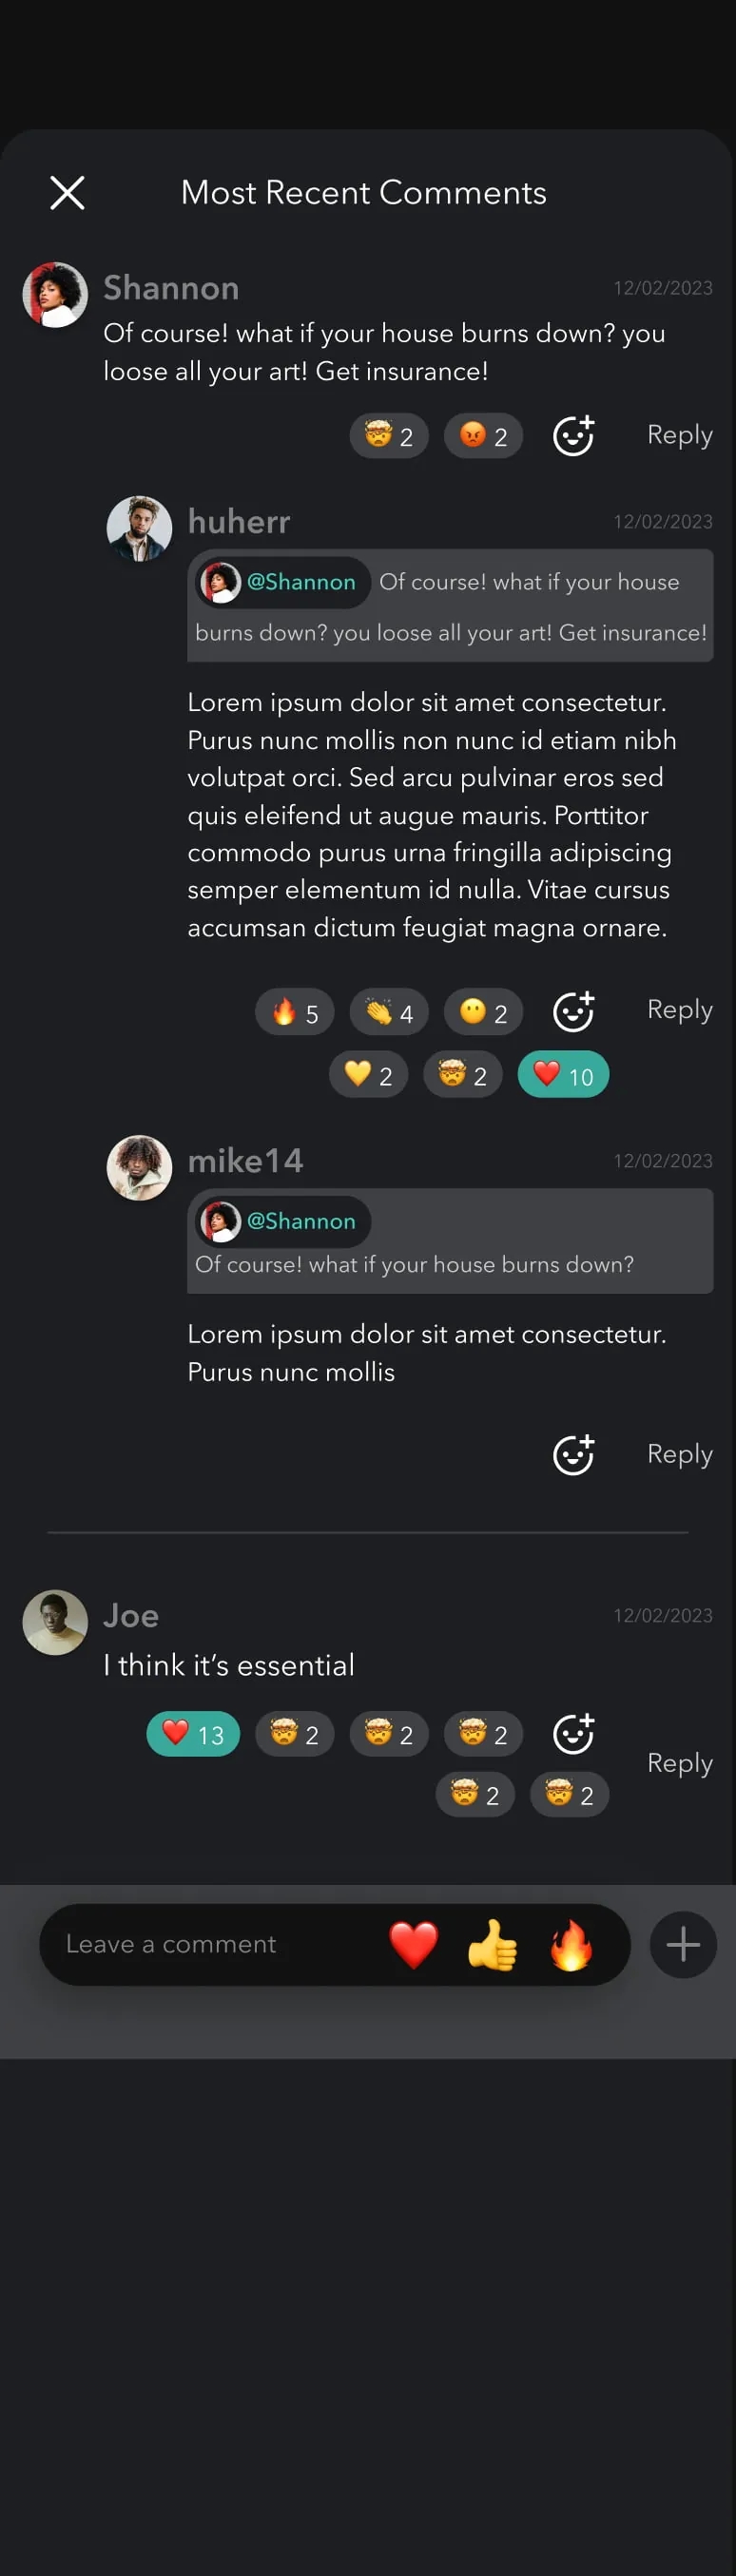 Most Recent Comments
Shannon 12/02/2023
Of course! what if your house burns down? you
loose all your art! Get insurance!
🤯 2 😡 2 Reply
huherr 12/02/2023
@Shannon Of course! what if your house
burns down? you loose all your art! Get insurance!
Lorem ipsum dolor sit amet consectetur.
Purus nunc mollis non nunc id etiam nibh
volutpat orci. Sed arcu pulvinar eros sed
quis eleifend ut augue mauris. Porttitor
commodo purus urna fringilla adipiscing
semper elementum id nulla. Vitae cursus
accumsan dictum feugiat magna ornare.
🔥 5 👏 4 😶 2 Reply
💛 2 🤯 2 ❤️ 10
mike14 12/02/2023
@Shannon
Of course! what if your house burns down?
Lorem ipsum dolor sit amet consectetur.
Purus nunc mollis
Reply
Joe 12/02/2023
I think it’s essential
❤️ 13 🤯 2 🤯 2 🤯 2
Reply
🤯 2 🤯 2
Leave a comment ❤️ 👍 🔥